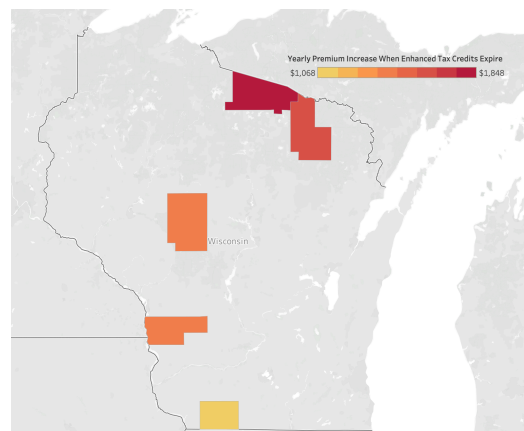 Yearly Premium Increase When Enhanced Tax Credits Expire
$1,068 $1,848
Wisconsin